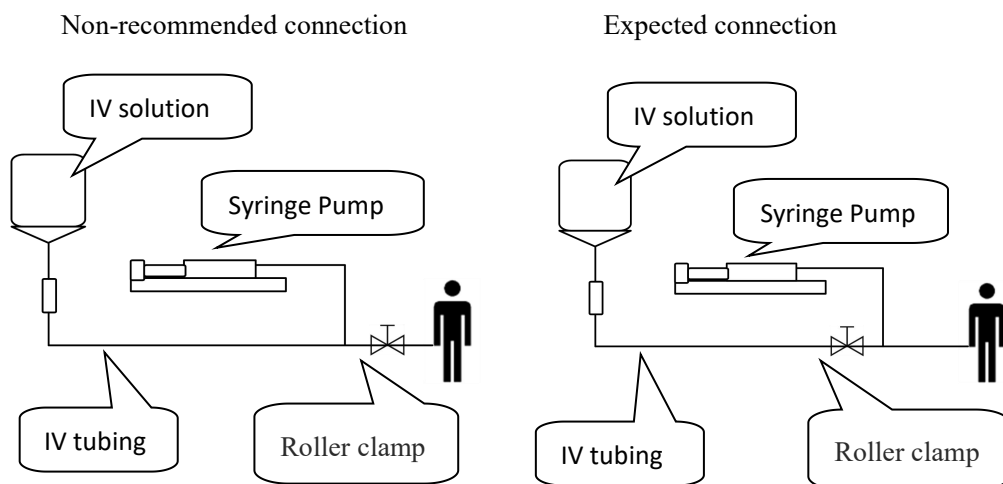 Non-recommended connection
Expected connection
IV solution
IV solution
Syringe Pump
Syringe Pump
IV tubing
Roller clamp
IV tubing
Roller clamp